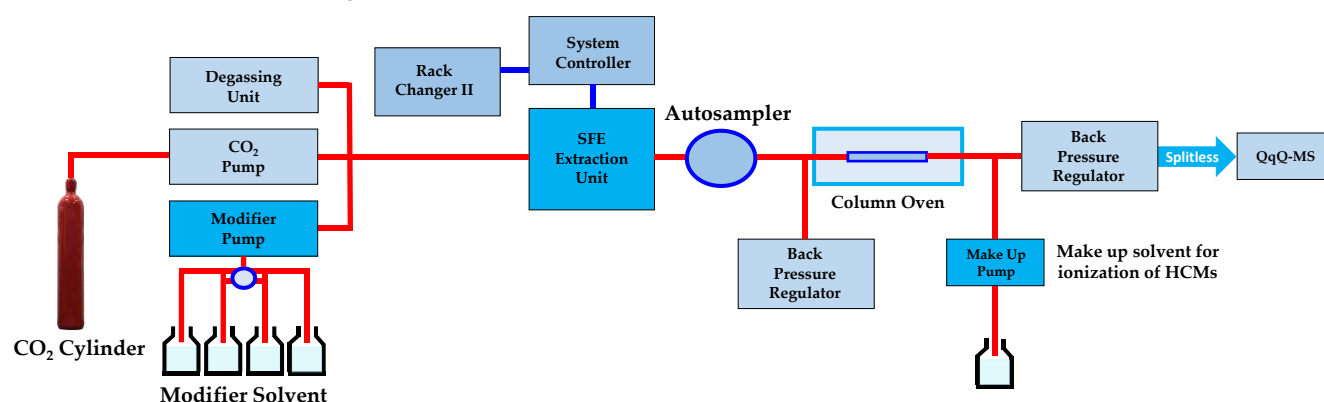 Degassing
Unit
CO₂
Pump
Modifier
Pump
CO₂ Cylinder
Modifier Solvent
Rack
Changer II
System
Controller
SFE
Extraction
Unit
Autosampler
Column Oven
Back
Pressure
Regulator
Back
Pressure
Regulator
Splitless
QqQ-MS
Make Up
Pump
Make up solvent for
ionization of HCMs